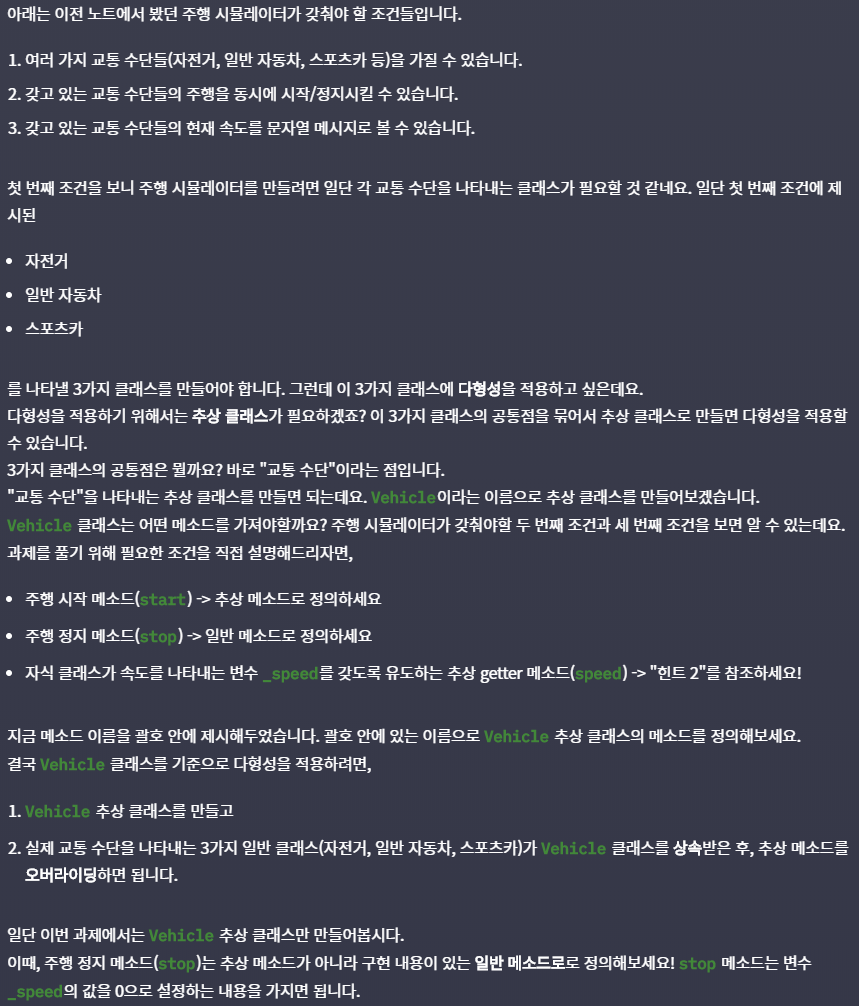 아래는 이전 노트에서 봤던 주행 시뮬레이터가 갖춰야 할 조건들입니다.
1. 여러 가지 교통 수단들(자전거, 일반 자동차, 스포츠카 등)을 가질 수 있습니다.
2. 갖고 있는 교통 수단들의 주행을 동시에 시작/정지시킬 수 있습니다.
3. 갖고 있는 교통 수단들의 현재 속도를 문자열 메시지로 볼 수 있습니다.
첫 번째 조건을 보니 주행 시뮬레이터를 만들려면 일단 각 교통 수단을 나타내는 클래스가 필요할 것 같네요. 일단 첫 번째 조건에 제
시된
• 자전거
• 일반 자동차
• 스포츠카
를 나타낼 3가지 클래스를 만들어야 합니다. 그런데 이 3가지 클래스에 다형성을 적용하고 싶은데요.
다형성을 적용하기 위해서는 추상 클래스가 필요하겠죠? 이 3가지 클래스의 공통점을 묶어서 추상 클래스로 만들면 다형성을 적용할
수 있습니다.
3가지 클래스의 공통점은 뭘까요? 바로 "교통 수단"이라는 점입니다.
"교통 수단"을 나타내는 추상 클래스를 만들면 되는데요. Vehicle이라는 이름으로 추상 클래스를 만들어보겠습니다.
Vehicle 클래스는 어떤 메소드를 가져야할까요? 주행 시뮬레이터가 갖춰야할 두 번째 조건과 세 번째 조건을 보면 알 수 있는데요.
과제를 풀기 위해 필요한 조건을 직접 설명해드리자면,
• 주행 시작 메소드(start) -> 추상 메소드로 정의하세요
• 주행 정지 메소드(stop) -> 일반 메소드로 정의하세요
• 자식 클래스가 속도를 나타내는 변수 _speed를 갖도록 유도하는 추상 getter 메소드(speed) -> "힌트 2"를 참조하세요!
지금 메소드 이름을 괄호 안에 제시해두었습니다. 괄호 안에 있는 이름으로 Vehicle 추상 클래스의 메소드를 정의해보세요.
결국 Vehicle 클래스를 기준으로 다형성을 적용하려면,
1. Vehicle 추상 클래스를 만들고
2. 실제 교통 수단을 나타내는 3가지 일반 클래스(자전거, 일반 자동차, 스포츠카)가 Vehicle 클래스를 상속받은 후, 추상 메소드를
오버라이딩하면 됩니다.
일단 이번 과제에서는 Vehicle 추상 클래스만 만들어봅시다.
이때, 주행 정지 메소드(stop)는 추상 메소드가 아니라 구현 내용이 있는 일반 메소드로로 정의해보세요! stop 메소드는 변수
_speed의 값을 0으로 설정하는 내용을 가지면 됩니다.